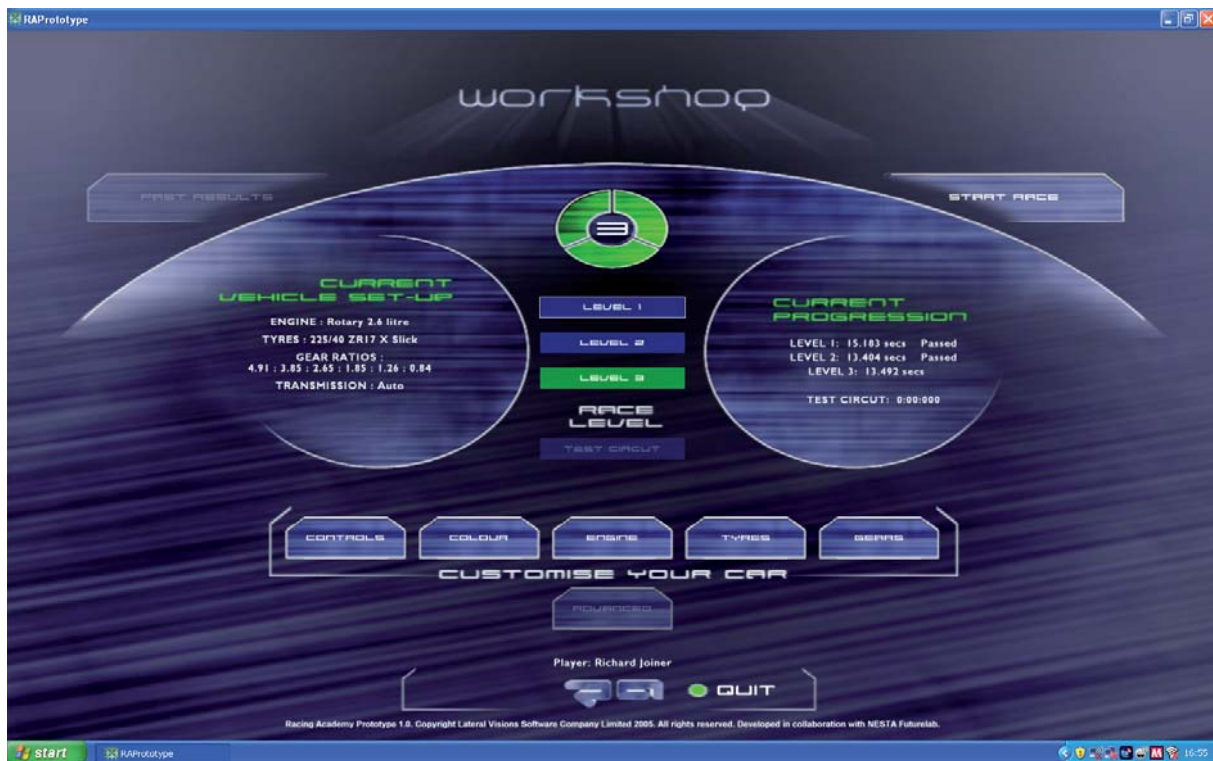 RAPrototype
workshop
PAST RESULTS
START RACE
3
CURRENT
VEHICLE SET-UP
ENGINE : Rotary 2.6 litre
TYRES : 225/40 ZR17 X Slick
GEAR RATIOS :
4.91 : 3.85 : 2.65 : 1.85 : 1.26 : 0.84
TRANSMISSION : Auto
LEVEL 1
LEVEL 2
LEVEL 3
RACE
LEVEL
TEST CIRCUT
CURRENT
PROGRESSION
LEVEL 1: 15.183 secs Passed
LEVEL 2: 13.404 secs Passed
LEVEL 3: 13.492 secs
TEST CIRCUT: 0:00:000
CONTROLS
COLOUR
ENGINE
TYRES
GEARS
CUSTOMISE YOUR CAR
ADVANCED
Player: Richard Joiner
QUIT
Racing Academy Prototype 1.0. Copyright Lateral Visions Software Company Limited 2005. All rights reserved. Developed in collaboration with NESTA Futurelab.
start
RAPrototype
16:55